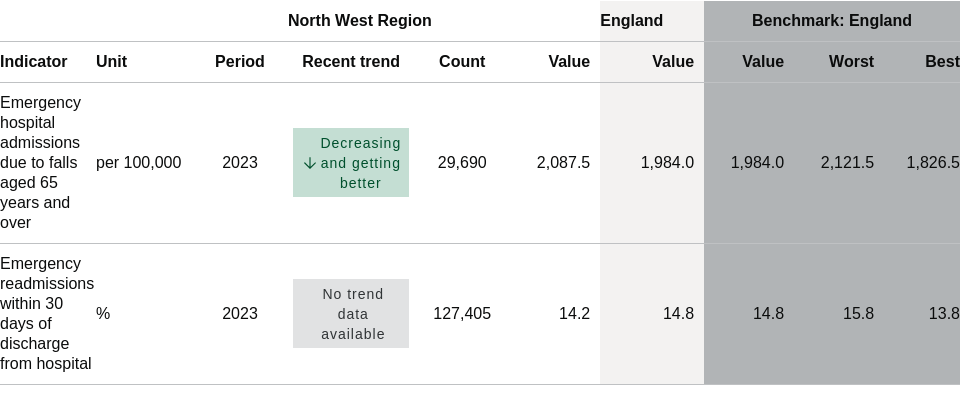 North West Region England Benchmark: England
Indicator Unit Period Recent trend Count Value Value Value Worst Best
Emergency
hospital
admissions
due to falls
aged 65
years and
over
per 100,000 2023
Decreasing
↓ and getting
better
29,690 2,087.5 1,984.0 1,984.0 2,121.5 1,826.5
Emergency
readmissions
within 30
days of
discharge
from hospital
% 2023
No trend
data
available
127,405 14.2 14.8 14.8 15.8 13.8